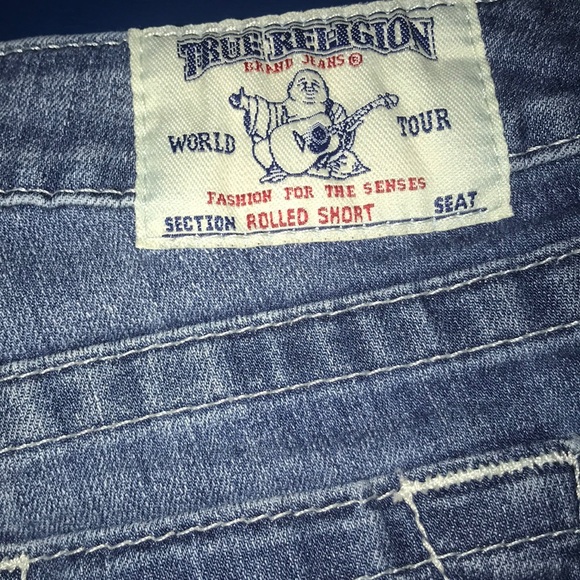 TRUE RELIGION
BRAND JEANS ®
WORLD TOUR
FASHION FOR THE SENSES
SECTION ROLLED SHORT SEAT